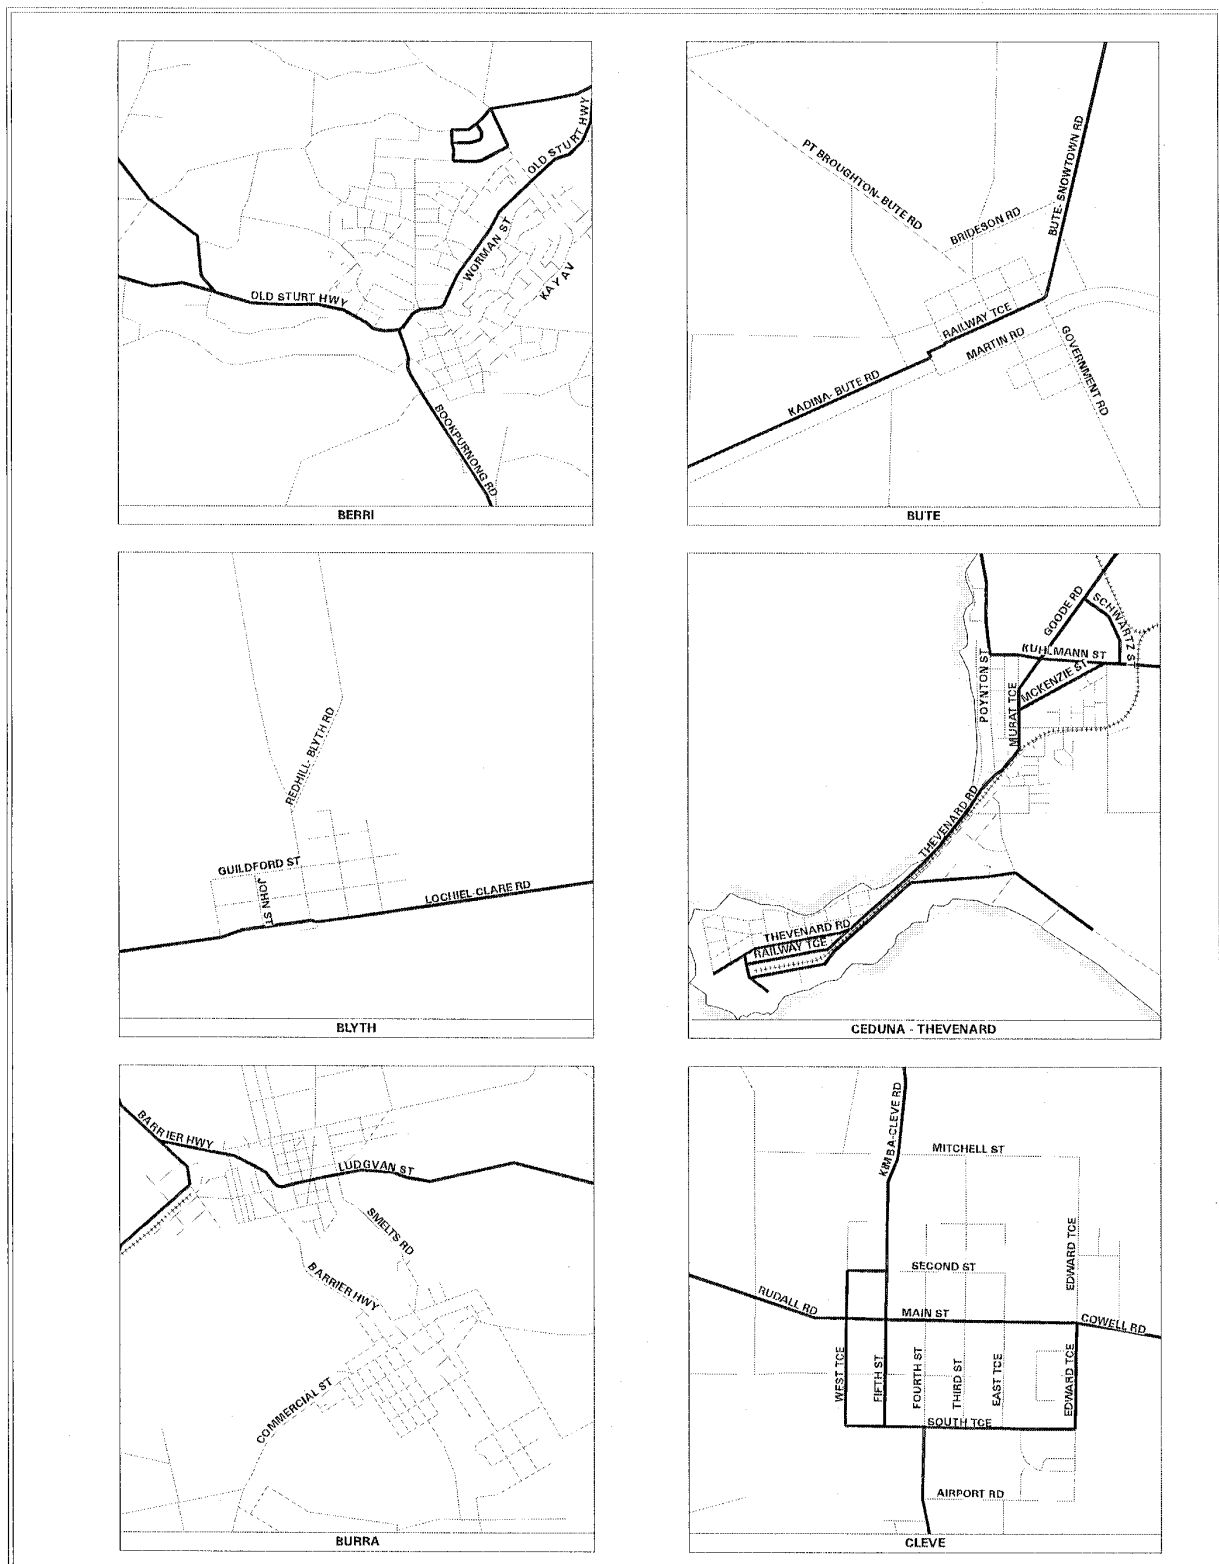 OLD STURT HWY
WORMAN ST
KAY AV
OLD STURT HWY
BOOKPURNONG RD
BERRI
PT BROUGHTON- BUTE RD
BRIDESON RD
BUTE- SNOWTOWN RD
RAILWAY TCE
MARTIN RD
GOVERNMENT RD
KADINA- BUTE RD
BUTE
REDHILL- BLYTH RD
GUILDFORD ST
JOHN ST
LOCHIEL-CLARE RD
BLYTH
GOODE RD
SCHWARTZ ST
KUHLMANN ST
POYNTON ST
MCKENZIE ST
MURAT TCE
THEVENARD RD
THEVENARD RD
RAILWAY TCE
CEDUNA - THEVENARD
BARRIER HWY
LUDGVAN ST
SMELTS RD
BARRIER HWY
COMMERCIAL ST
BURRA
KIMBA-CLEVE RD
MITCHELL ST
EDWARD TCE
SECOND ST
RUDALL RD
MAIN ST
COWELL RD
WEST TCE
FIFTH ST
FOURTH ST
THIRD ST
EAST TCE
EDWARD TCE
SOUTH TCE
AIRPORT RD
CLEVE